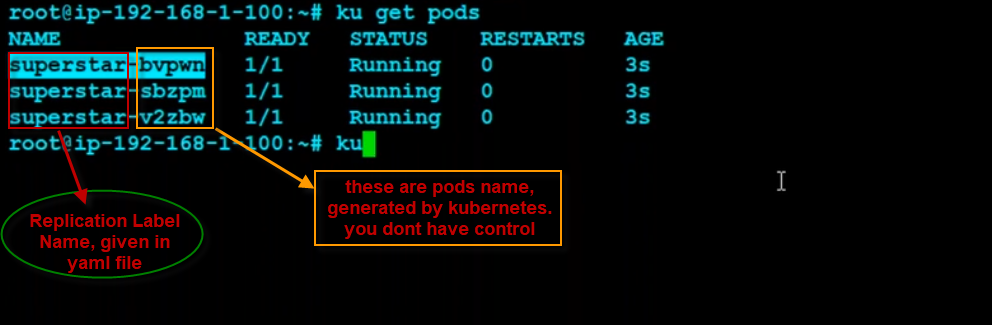 root@ip-192-168-1-100:~# ku get pods
NAME READY STATUS RESTARTS AGE
superstar-bvpwn 1/1 Running 0 3s
superstar-sbzpm 1/1 Running 0 3s
superstar-v2zbw 1/1 Running 0 3s
root@ip-192-168-1-100:~# ku
these are pods name,
generated by kubernetes.
you dont have control
Replication Label
Name, given in
yaml file